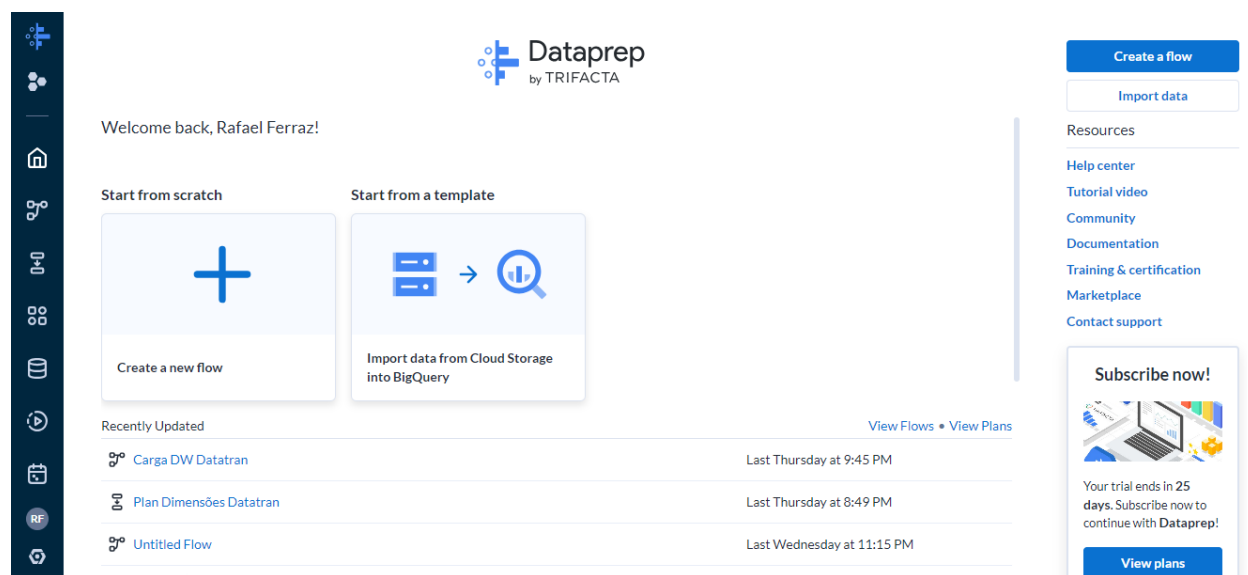 Dataprep
by TRIFACTA
Create a flow
Import data
Resources
Help center
Tutorial video
Community
Documentation
Training & certification
Marketplace
Contact support
Subscribe now!
Your trial ends in 25
days. Subscribe now to
continue with Dataprep!
View plans
Welcome back, Rafael Ferraz!
Start from scratch
Start from a template
Create a new flow
Import data from Cloud Storage
into BigQuery
Recently Updated
View Flows • View Plans
Carga DW Datatran
Last Thursday at 9:45 PM
Plan Dimensões Datatran
Last Thursday at 8:49 PM
Untitled Flow
Last Wednesday at 11:15 PM
RF